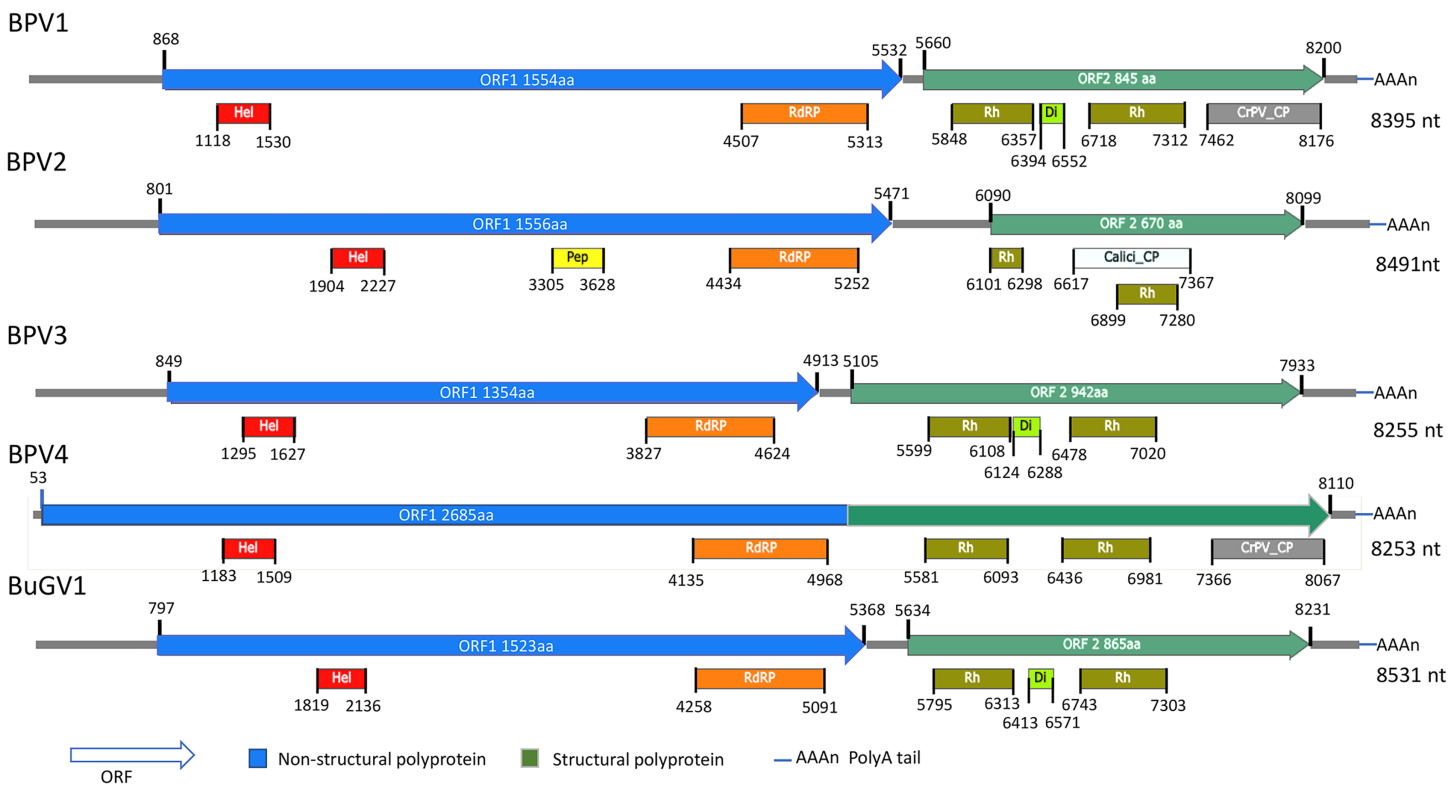 BPV1
868 5532 5660 8200
ORF1 1554aa ORF2 845 aa AAAn
Hel RdRP Rh Di Rh CrPV_CP
1118 1530 4507 5313 5848 6357 6718 7312 7462 8176 8395 nt
6394 6552
BPV2
801 5471 6090 8099
ORF1 1556aa ORF 2 670 aa AAAn
Hel Pep RdRP Rh Calici_CP 8491nt
1904 2227 3305 3628 4434 5252 6101 6298 6617 7367
Rh
6899 7280
BPV3
849 4913 5105 7933
ORF1 1354aa ORF 2 942aa AAAn
Hel RdRP Rh Di Rh 8255 nt
1295 1627 3827 4624 5599 6108 6478 7020
6124 6288
BPV4
53 8110
ORF1 2685aa AAAn
Hel RdRP Rh Rh CrPV_CP 8253 nt
1183 1509 4135 4968 5581 6093 6436 6981 7366 8067
BuGV1
797 5368 5634 8231
ORF1 1523aa ORF 2 865aa AAAn
Hel RdRP Rh Di Rh 8531 nt
1819 2136 4258 5091 5795 6313 6743 7303
6413 6571
ORF Non-structural polyprotein Structural polyprotein AAAn PolyA tail